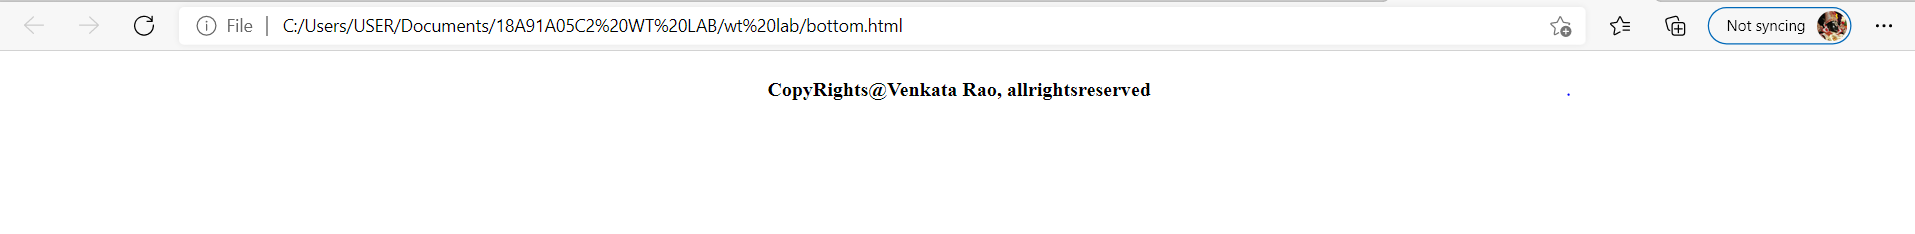 File | C:/Users/USER/Documents/18A91A05C2%20WT%20LAB/wt%20lab/bottom.html
Not syncing
CopyRights@Venkata Rao, allrightsreserved